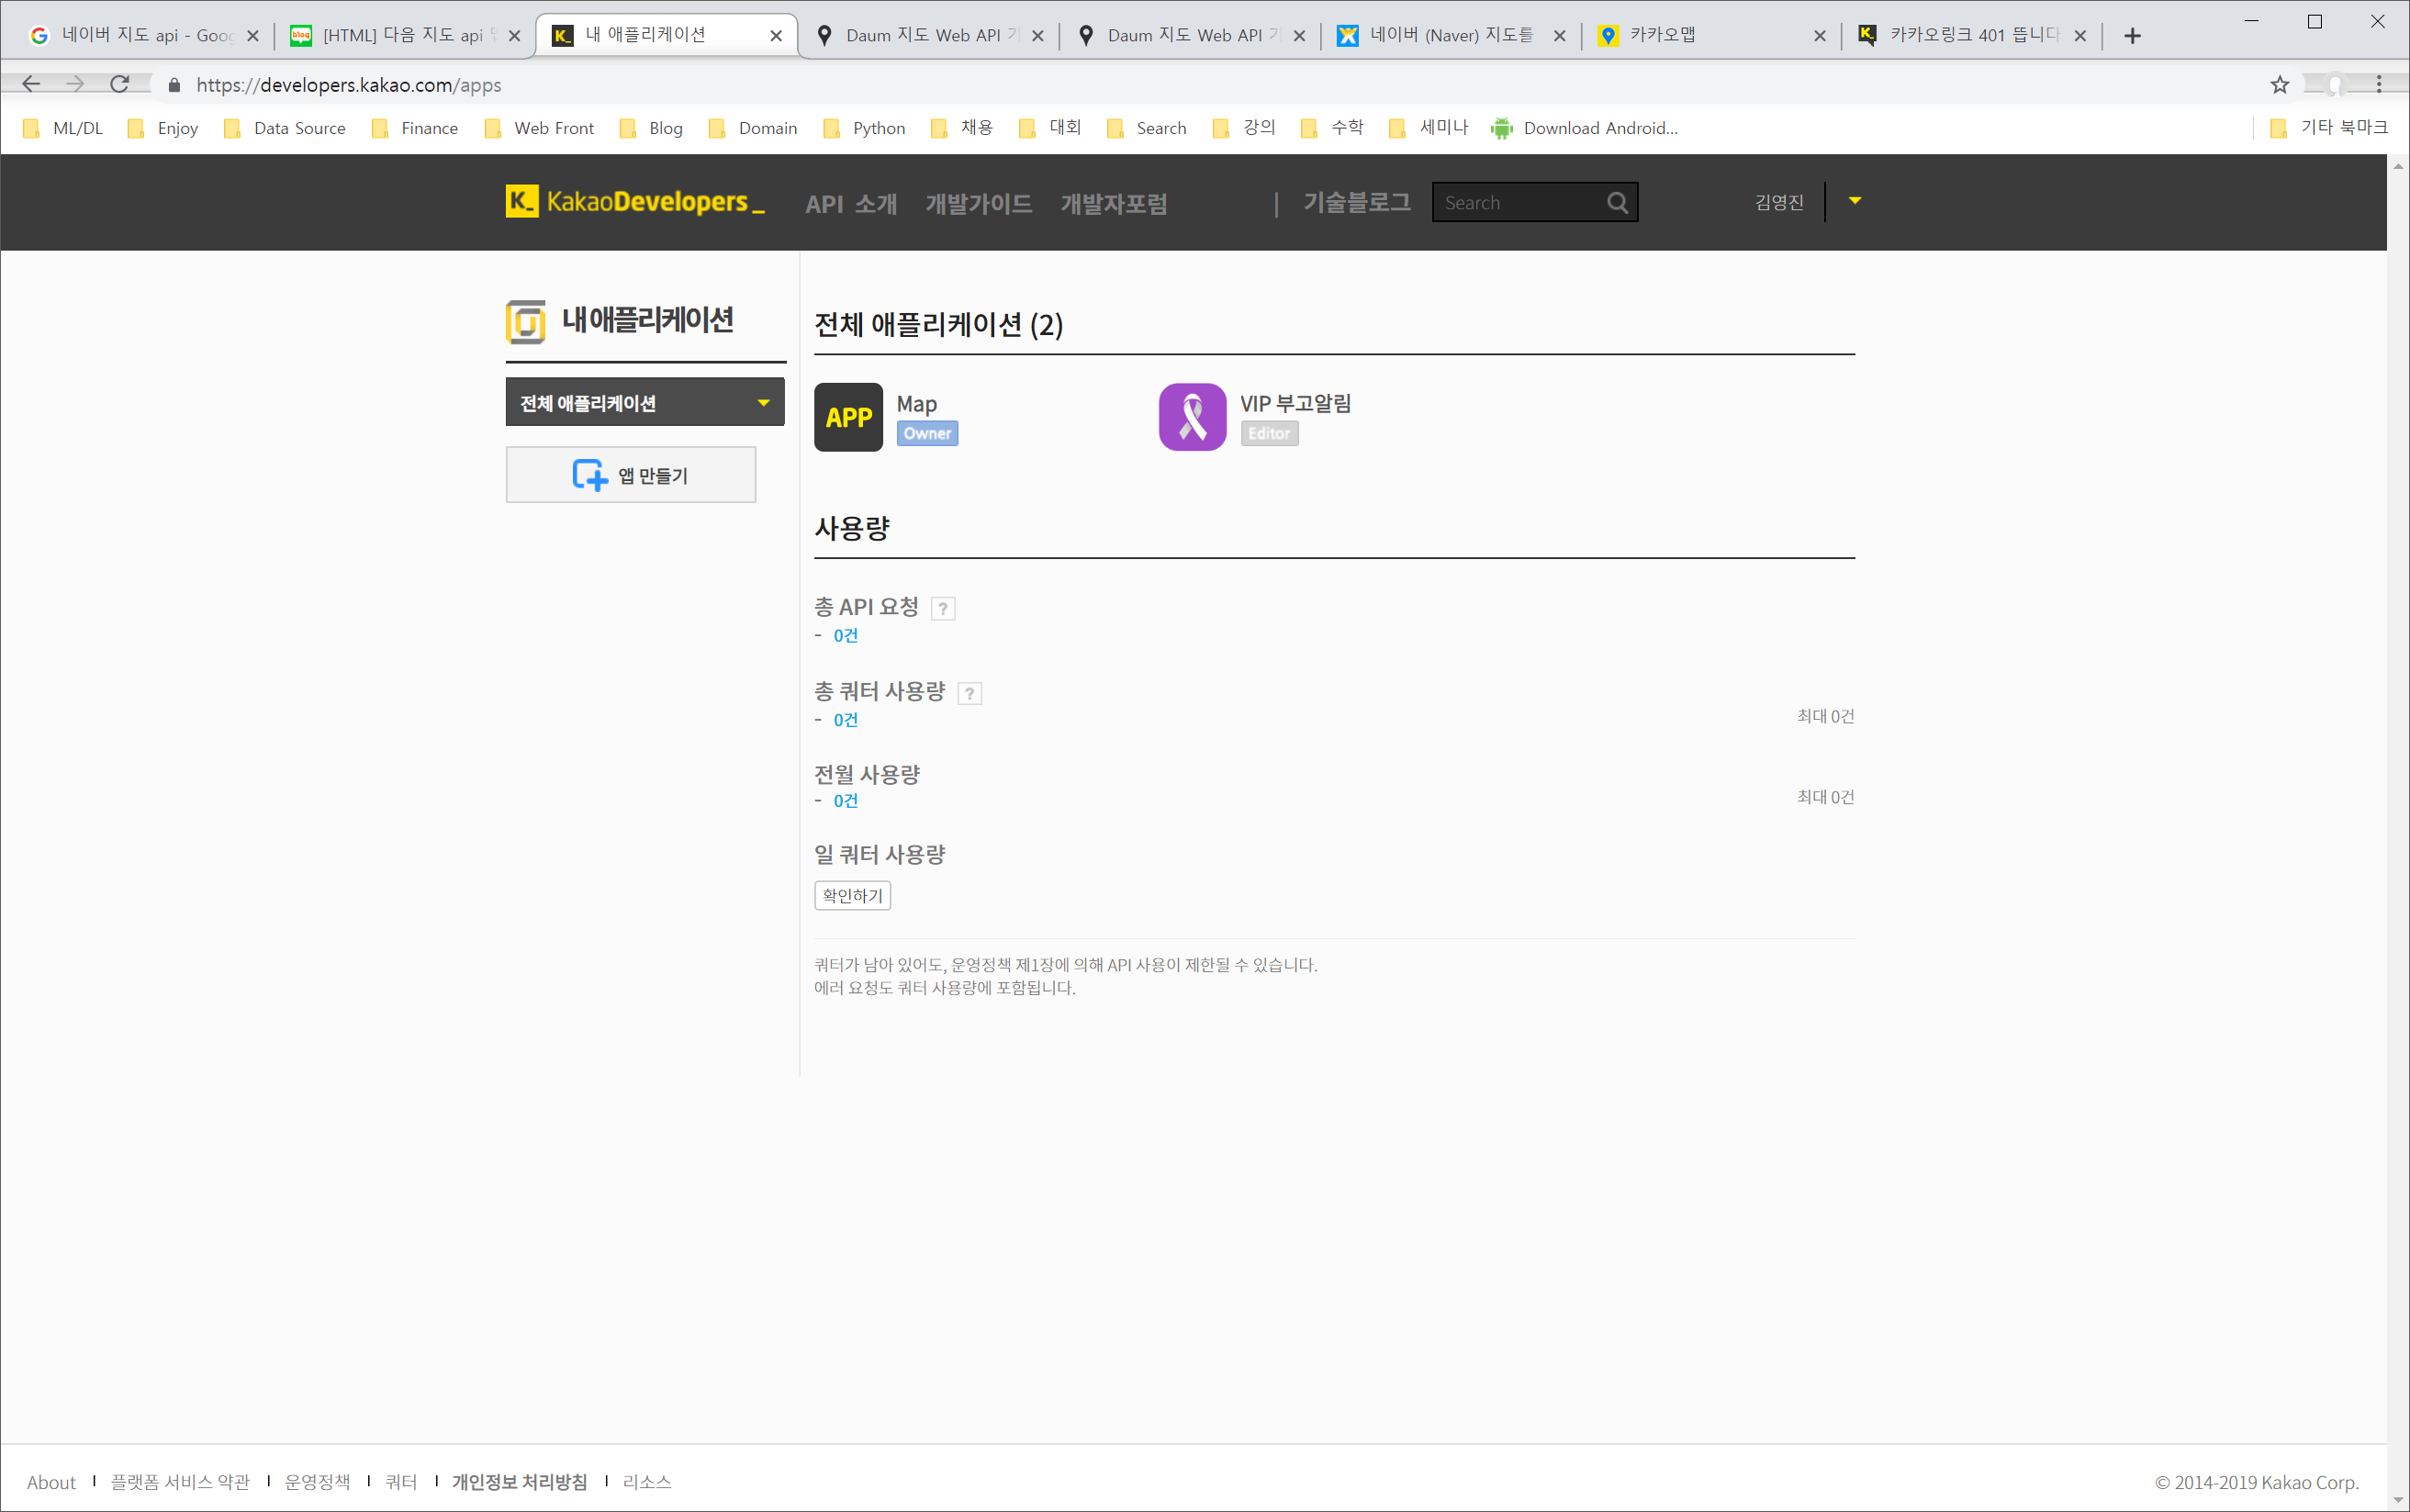 네이버 지도 api - Goo
[HTML] 다음 지도 api
내 애플리케이션
Daum 지도 Web API
Daum 지도 Web API
네이버 (Naver) 지도를
카카오맵
카카오링크 401 뜹니다
https://developers.kakao.com/apps
ML/DL Enjoy Data Source Finance Web Front Blog Domain Python 채용 대회 Search 강의 수학 세미나 Download Android... 기타 북마크
K_ KakaoDevelopers_ API 소개 개발가이드 개발자포럼 | 기술블로그 Search 김영진
내 애플리케이션
전체 애플리케이션
앱 만들기
전체 애플리케이션 (2)
APP
Map
Owner
VIP 부고알림
Editor
사용량
총 API 요청 ?
- 0건
총 쿼터 사용량 ?
- 0건 최대 0건
전월 사용량
- 0건 최대 0건
일 쿼터 사용량
확인하기
쿼터가 남아 있어도, 운영정책 제1장에 의해 API 사용이 제한될 수 있습니다.
에러 요청도 쿼터 사용량에 포함됩니다.
About 플랫폼 서비스 약관 운영정책 쿼터 개인정보 처리방침 리소스 © 2014-2019 Kakao Corp.